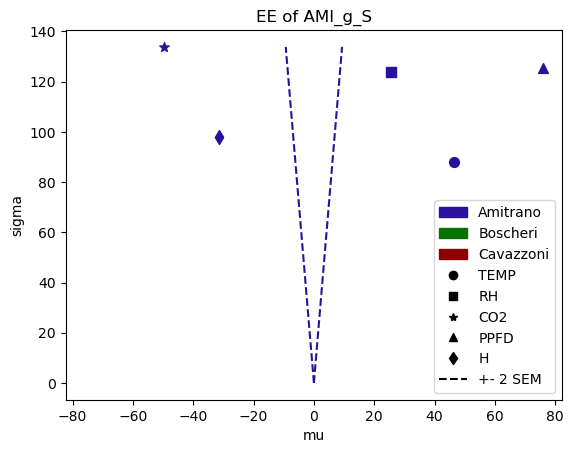 EE of AMI_g_S
140
120
100
80
60
40
20
0
sigma
Amitrano
Boscheri
Cavazzoni
TEMP
RH
CO2
PPFD
H
+- 2 SEM
−80 −60 −40 −20 0 20 40 60 80
mu